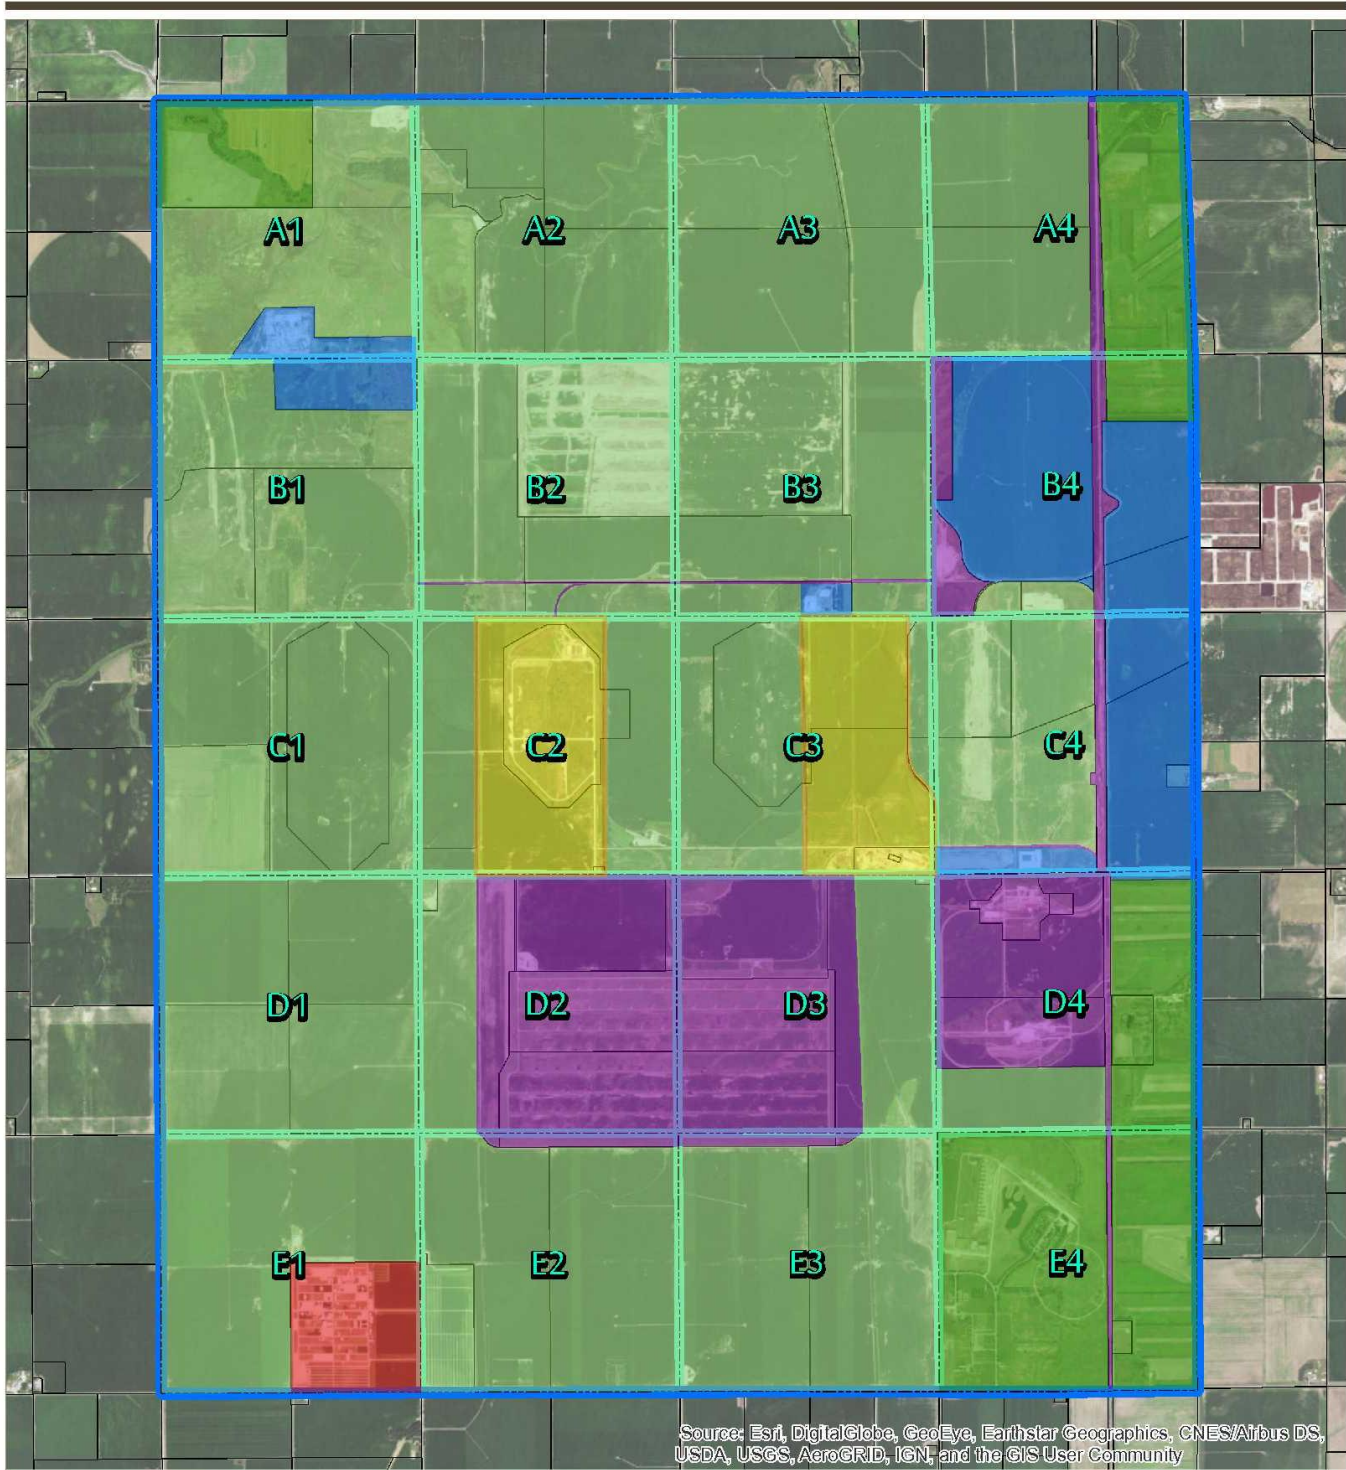 A1
A2
A3
A4
B1
B2
B3
B4
C1
C2
C3
C4
D1
D2
D3
D4
E1
E2
E3
E4
Source: Esri, DigitalGlobe, GeoEye, Earthstar Geographics, CNES/Airbus DS,
USDA, USGS, AeroGRID, IGN, and the GIS User Community